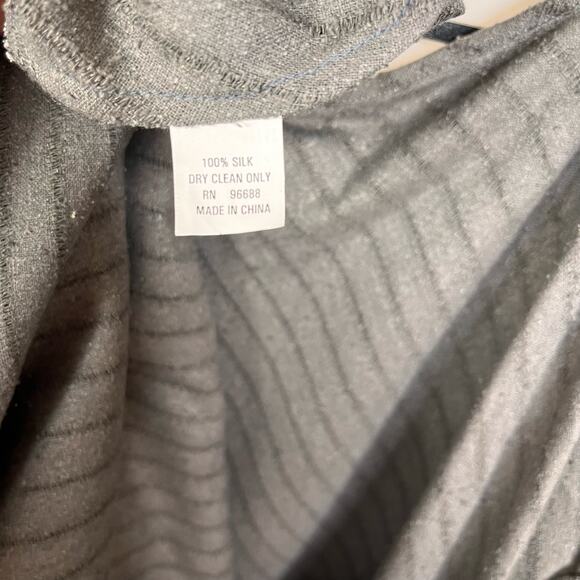 100% SILK
DRY CLEAN ONLY
RN 96688
MADE IN CHINA